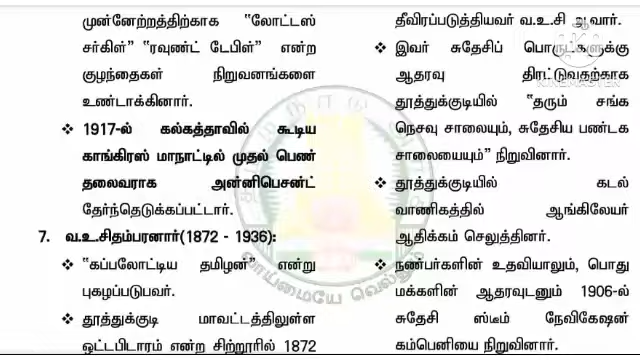 முன்னேற்றத்திற்காக "லோட்டஸ்
சர்கிள்" "ரவுண்ட் டேபிள்" என்ற
குழந்தைகள் நிறுவனங்களை
உண்டாக்கினார்.
❖ 1917-ல் கல்கத்தாவில் கூடிய
காங்கிரஸ் மாநாட்டில் முதல் பெண்
தலைவராக அன்னிபெசன்ட்
தேர்ந்தெடுக்கப்பட்டார்.
7. வ.உ.சிதம்பரனார்(1872 - 1936):
❖ "கப்பலோட்டிய தமிழன்" என்று
புகழப்படுபவர்.
❖ தூத்துக்குடி மாவட்டத்திலுள்ள
ஒட்டபிடாரம் என்ற சிற்றூரில் 1872
தீவிரப்படுத்தியவர் வ.உ.சி ஆவார்.
❖ இவர் சுதேசிப் பொருட்களுக்கு
ஆதரவு திரட்டுவதற்காக
தூத்துக்குடியில் "தரும் சங்க
நெசவு சாலையும், சுதேசிய பண்டக
சாலையையும்" நிறுவினார்.
❖ தூத்துக்குடியில் கடல்
வாணிகத்தில் ஆங்கிலேயர்
ஆதிக்கம் செலுத்தினர்.
❖ நண்பர்களின் உதவியாலும், பொது
மக்களின் ஆதரவுடனும் 1906-ல்
சுதேசி ஸ்டீம் நேவிகேஷன்
கம்பெனியை நிறுவினார்.
வாய்மையே வெல்லும்
KINEMASTER